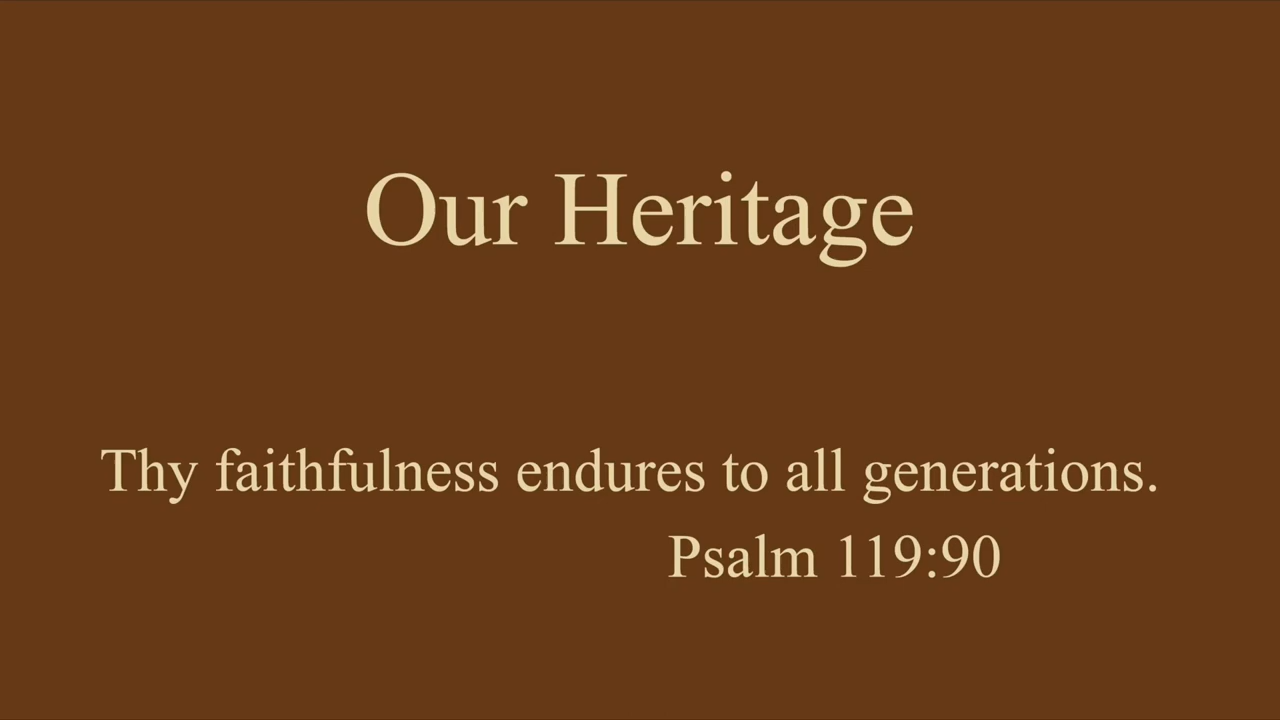 Our Heritage
Thy faithfulness endures to all generations.
Psalm 119:90